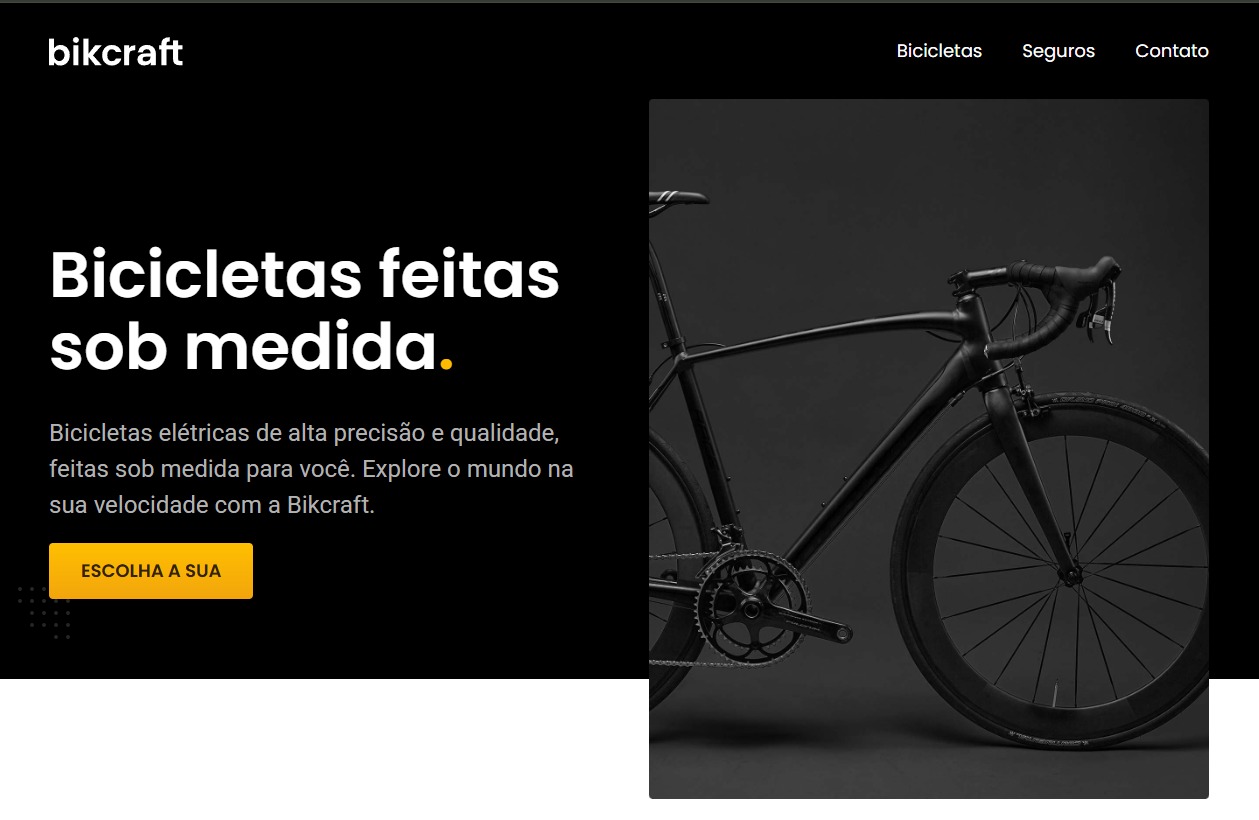 bikcraft
Bicicletas
Seguros
Contato
Bicicletas feitas
sob medida.
Bicicletas elétricas de alta precisão e qualidade,
feitas sob medida para você. Explore o mundo na
sua velocidade com a Bikcraft.
ESCOLHA A SUA